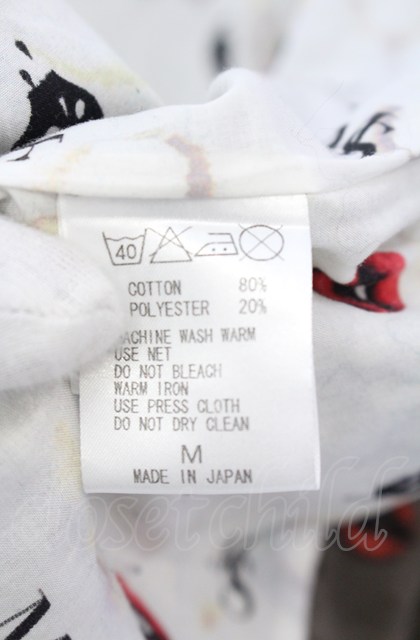 40
COTTON 80%
POLYESTER 20%
MACHINE WASH WARM
USE NET
DO NOT BLEACH
WARM IRON
USE PRESS CLOTH
DO NOT DRY CLEAN
M
MADE IN JAPAN
closetchild